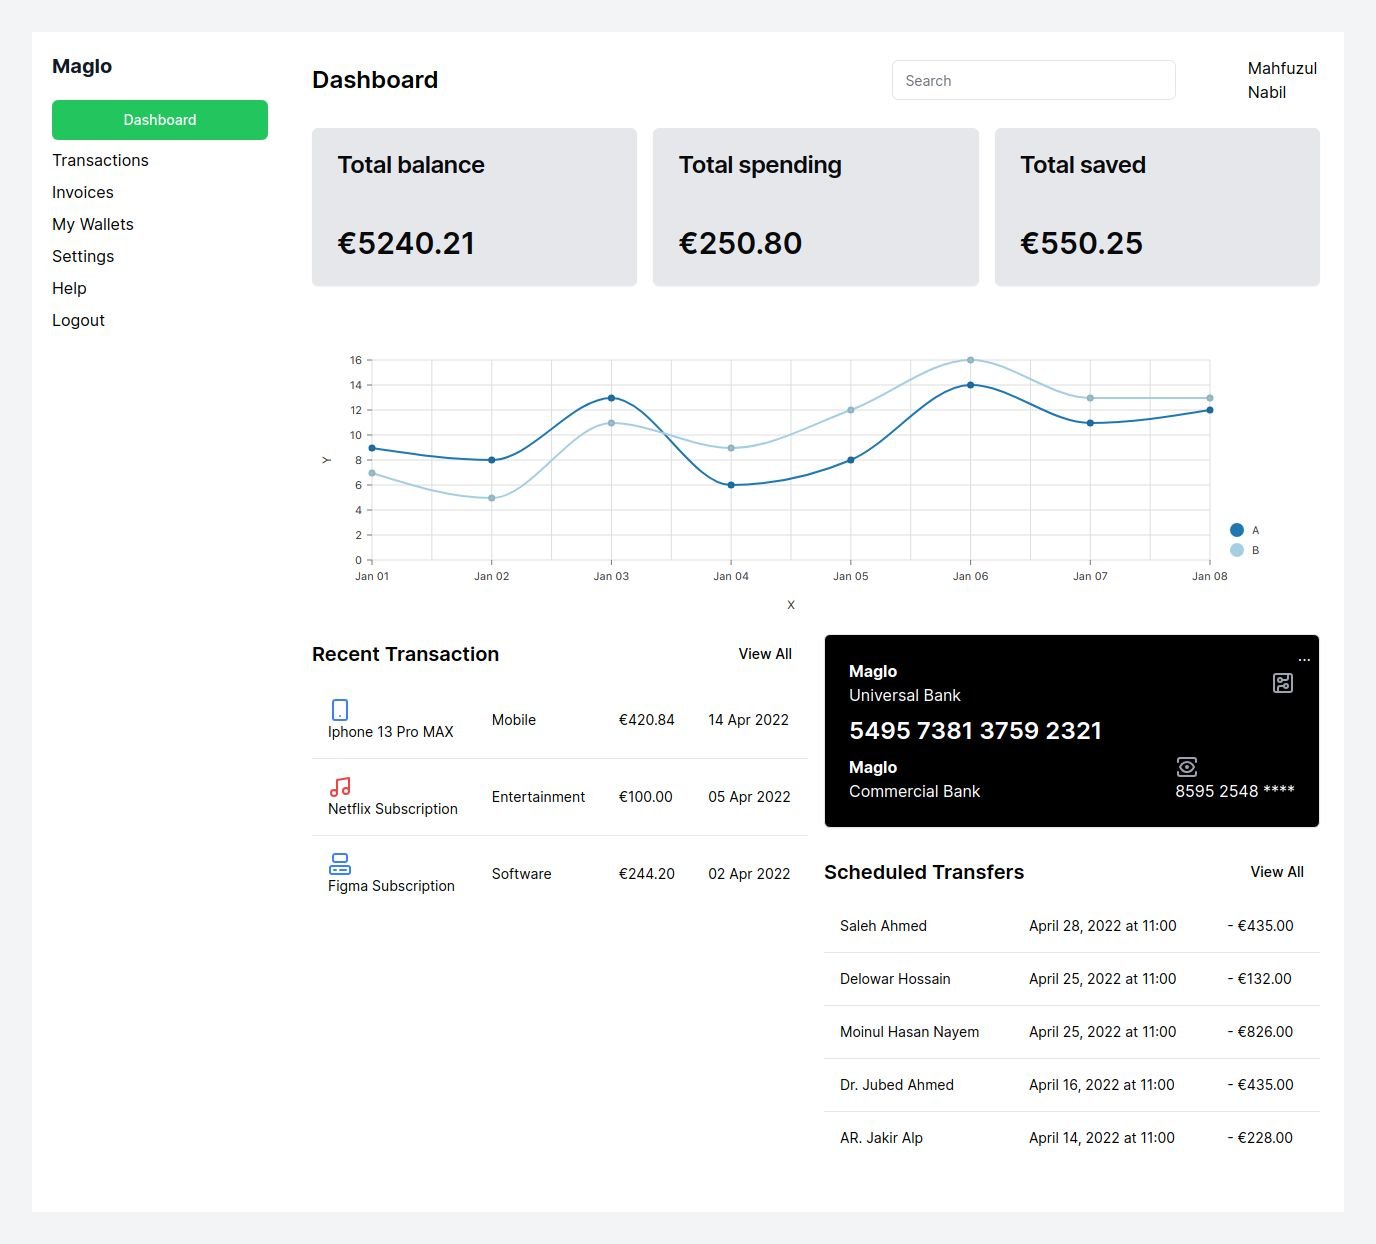 Maglo
Dashboard
Transactions
Invoices
My Wallets
Settings
Help
Logout
Dashboard
Search
Mahfuzul
Nabil
Total balance
€5240.21
Total spending
€250.80
Total saved
€550.25
16
14
12
10
8
6
4
2
0
Y
Jan 01 Jan 02 Jan 03 Jan 04 Jan 05 Jan 06 Jan 07 Jan 08
X
A
B
Recent Transaction View All
Iphone 13 Pro MAX Mobile €420.84 14 Apr 2022
Netflix Subscription Entertainment €100.00 05 Apr 2022
Figma Subscription Software €244.20 02 Apr 2022
...
Maglo
Universal Bank
5495 7381 3759 2321
Maglo
Commercial Bank 8595 2548 ****
Scheduled Transfers View All
Saleh Ahmed April 28, 2022 at 11:00 - €435.00
Delowar Hossain April 25, 2022 at 11:00 - €132.00
Moinul Hasan Nayem April 25, 2022 at 11:00 - €826.00
Dr. Jubed Ahmed April 16, 2022 at 11:00 - €435.00
AR. Jakir Alp April 14, 2022 at 11:00 - €228.00